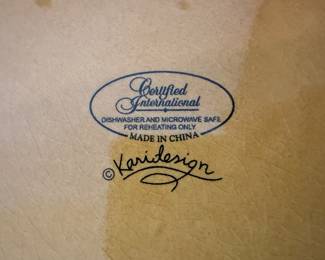 Certified
International
DISHWASHER AND MICROWAVE SAFE
FOR REHEATING ONLY
MADE IN CHINA
© Karidesign